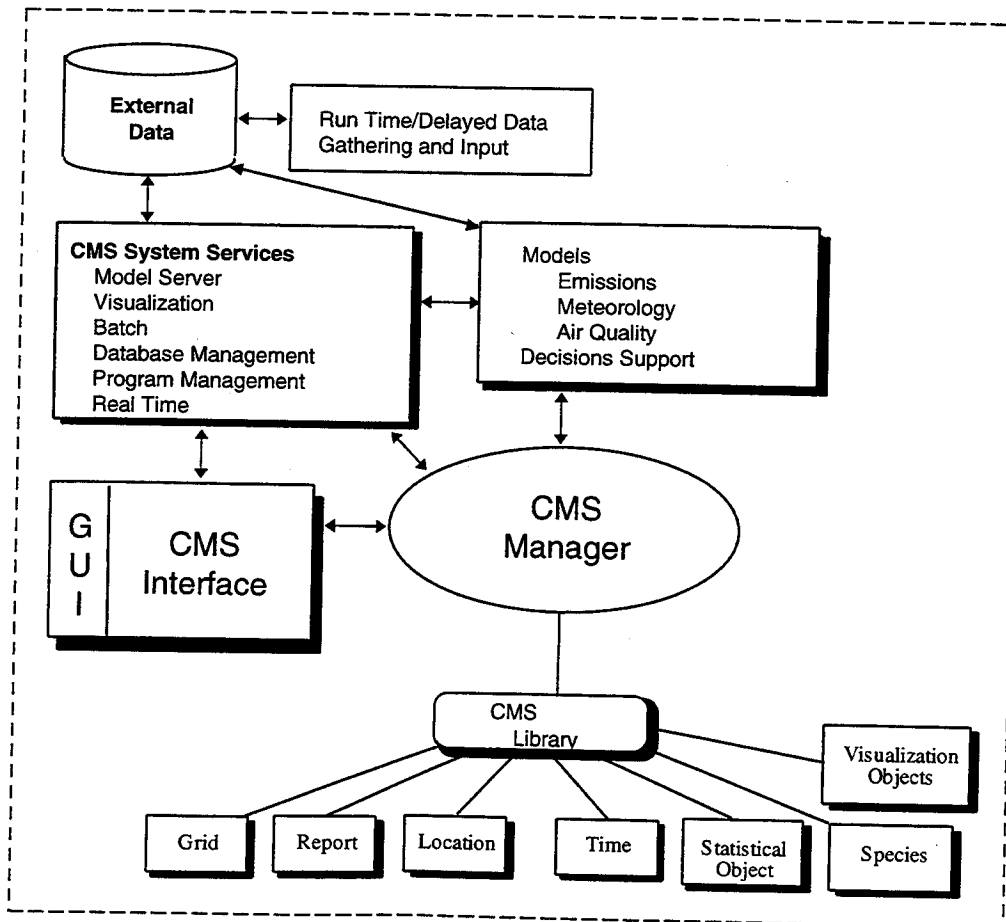 External
Data
Run Time/Delayed Data
Gathering and Input
CMS System Services
Model Server
Visualization
Batch
Database Management
Program Management
Real Time
Models
Emissions
Meteorology
Air Quality
Decisions Support
G
U
I
CMS
Interface
CMS
Manager
CMS
Library
Visualization
Objects
Grid
Report
Location
Time
Statistical
Object
Species